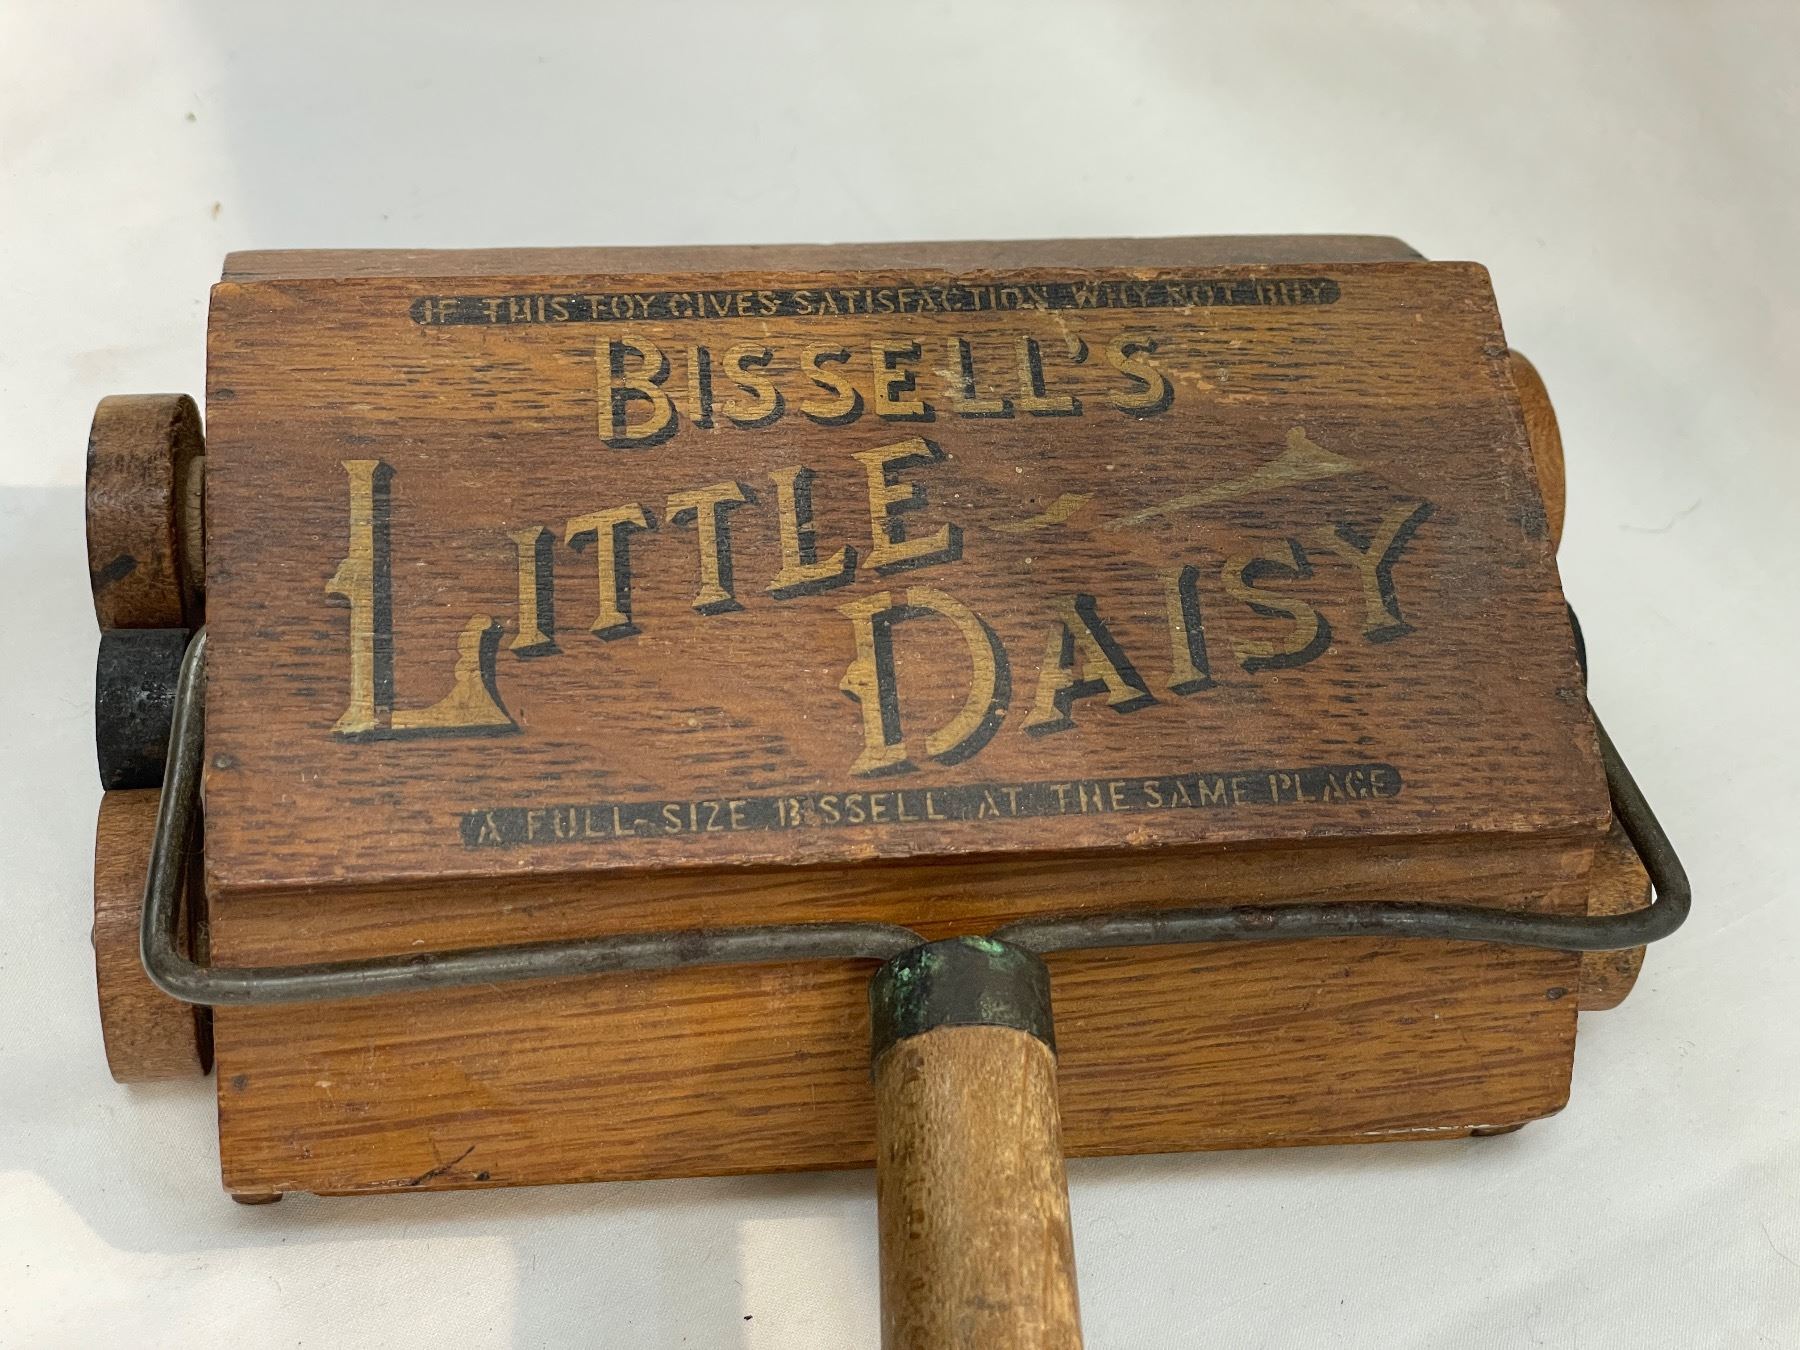 IF THIS TOY GIVES SATISFACTION WHY NOT BUY
BISSELL'S
LITTLE
DAISY
A FULL-SIZE BISSELL AT THE SAME PLACE